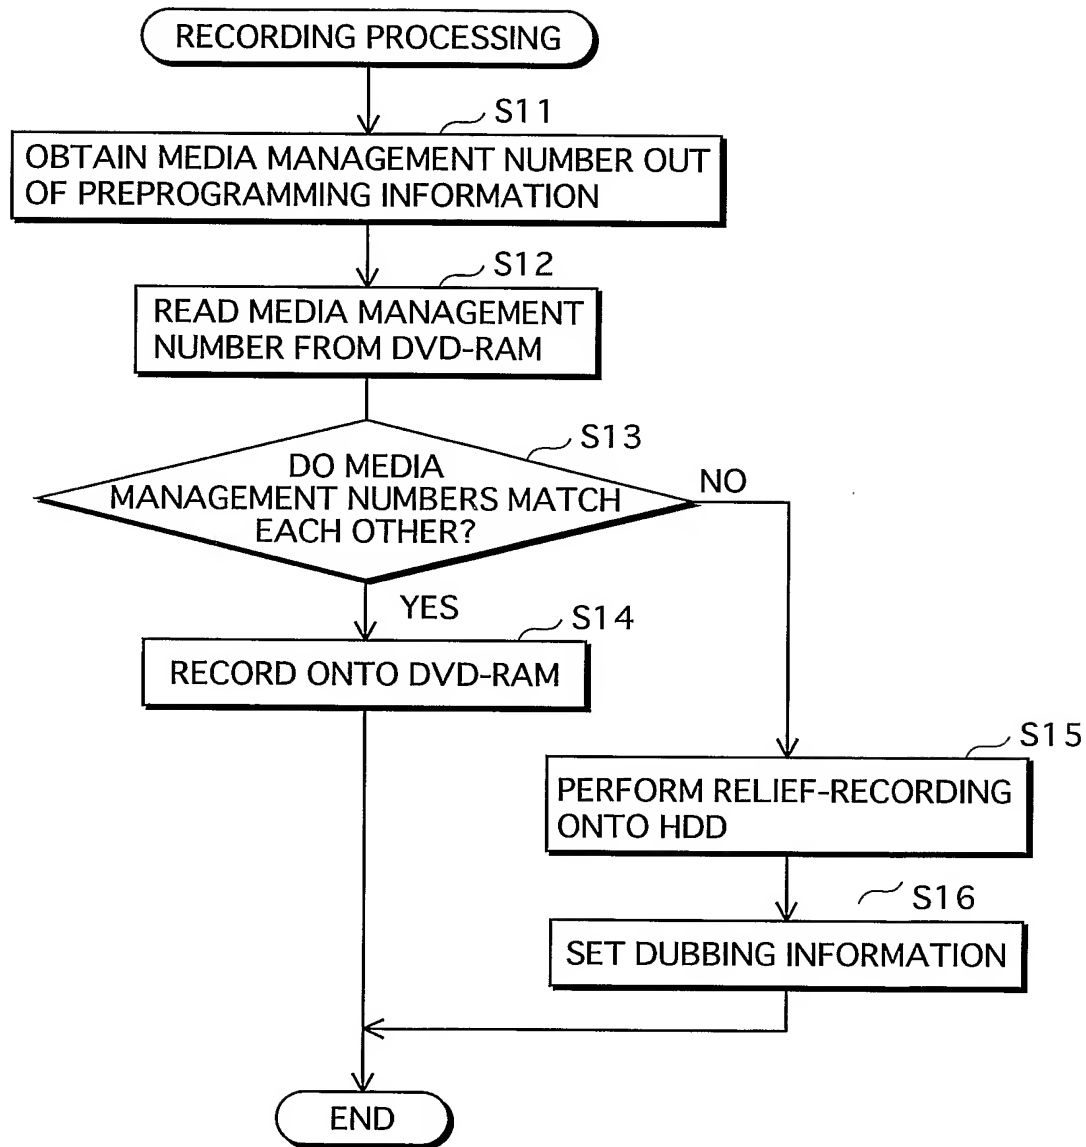 RECORDING PROCESSING
S11
OBTAIN MEDIA MANAGEMENT NUMBER OUT
OF PREPROGRAMMING INFORMATION
S12
READ MEDIA MANAGEMENT
NUMBER FROM DVD-RAM
S13
DO MEDIA
MANAGEMENT NUMBERS MATCH
EACH OTHER?
NO
YES
S14
RECORD ONTO DVD-RAM
S15
PERFORM RELIEF-RECORDING
ONTO HDD
S16
SET DUBBING INFORMATION
END